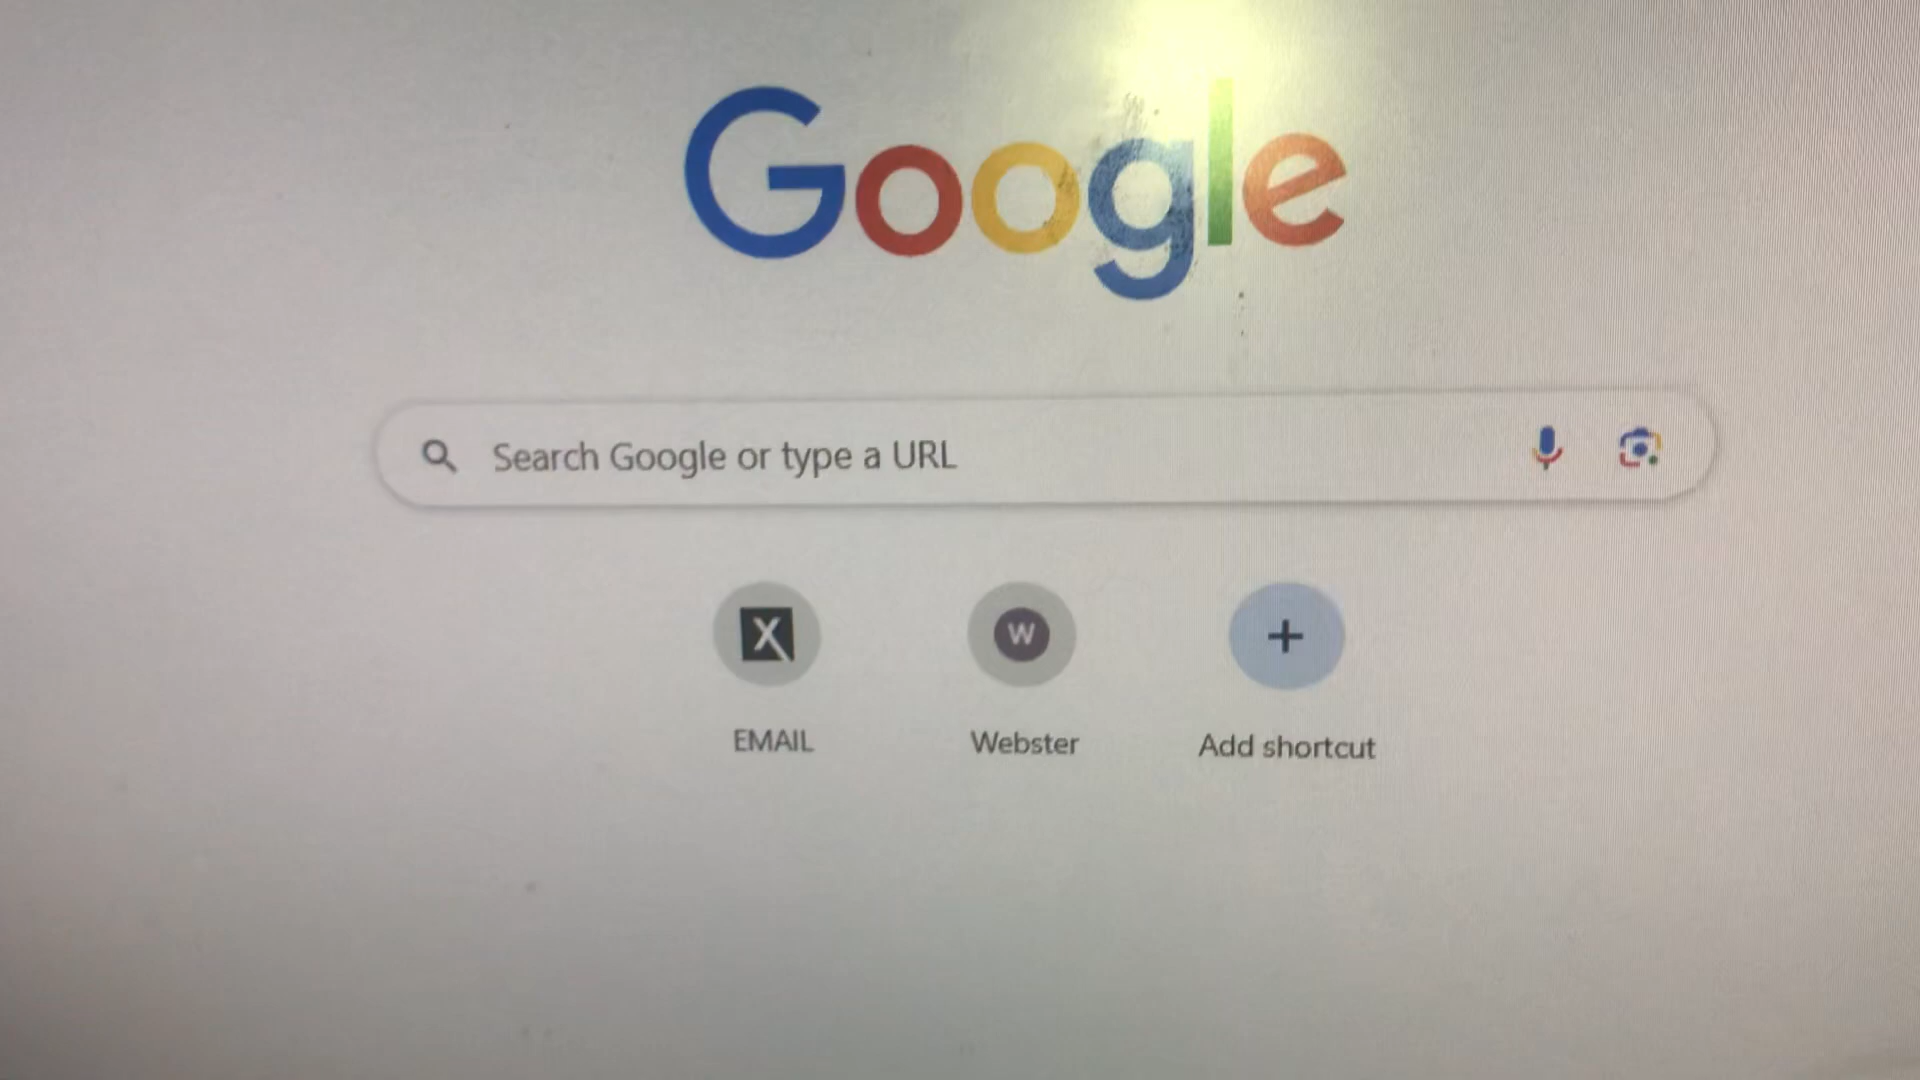 Google
Search Google or type a URL
X
W
EMAIL
Webster
Add shortcut